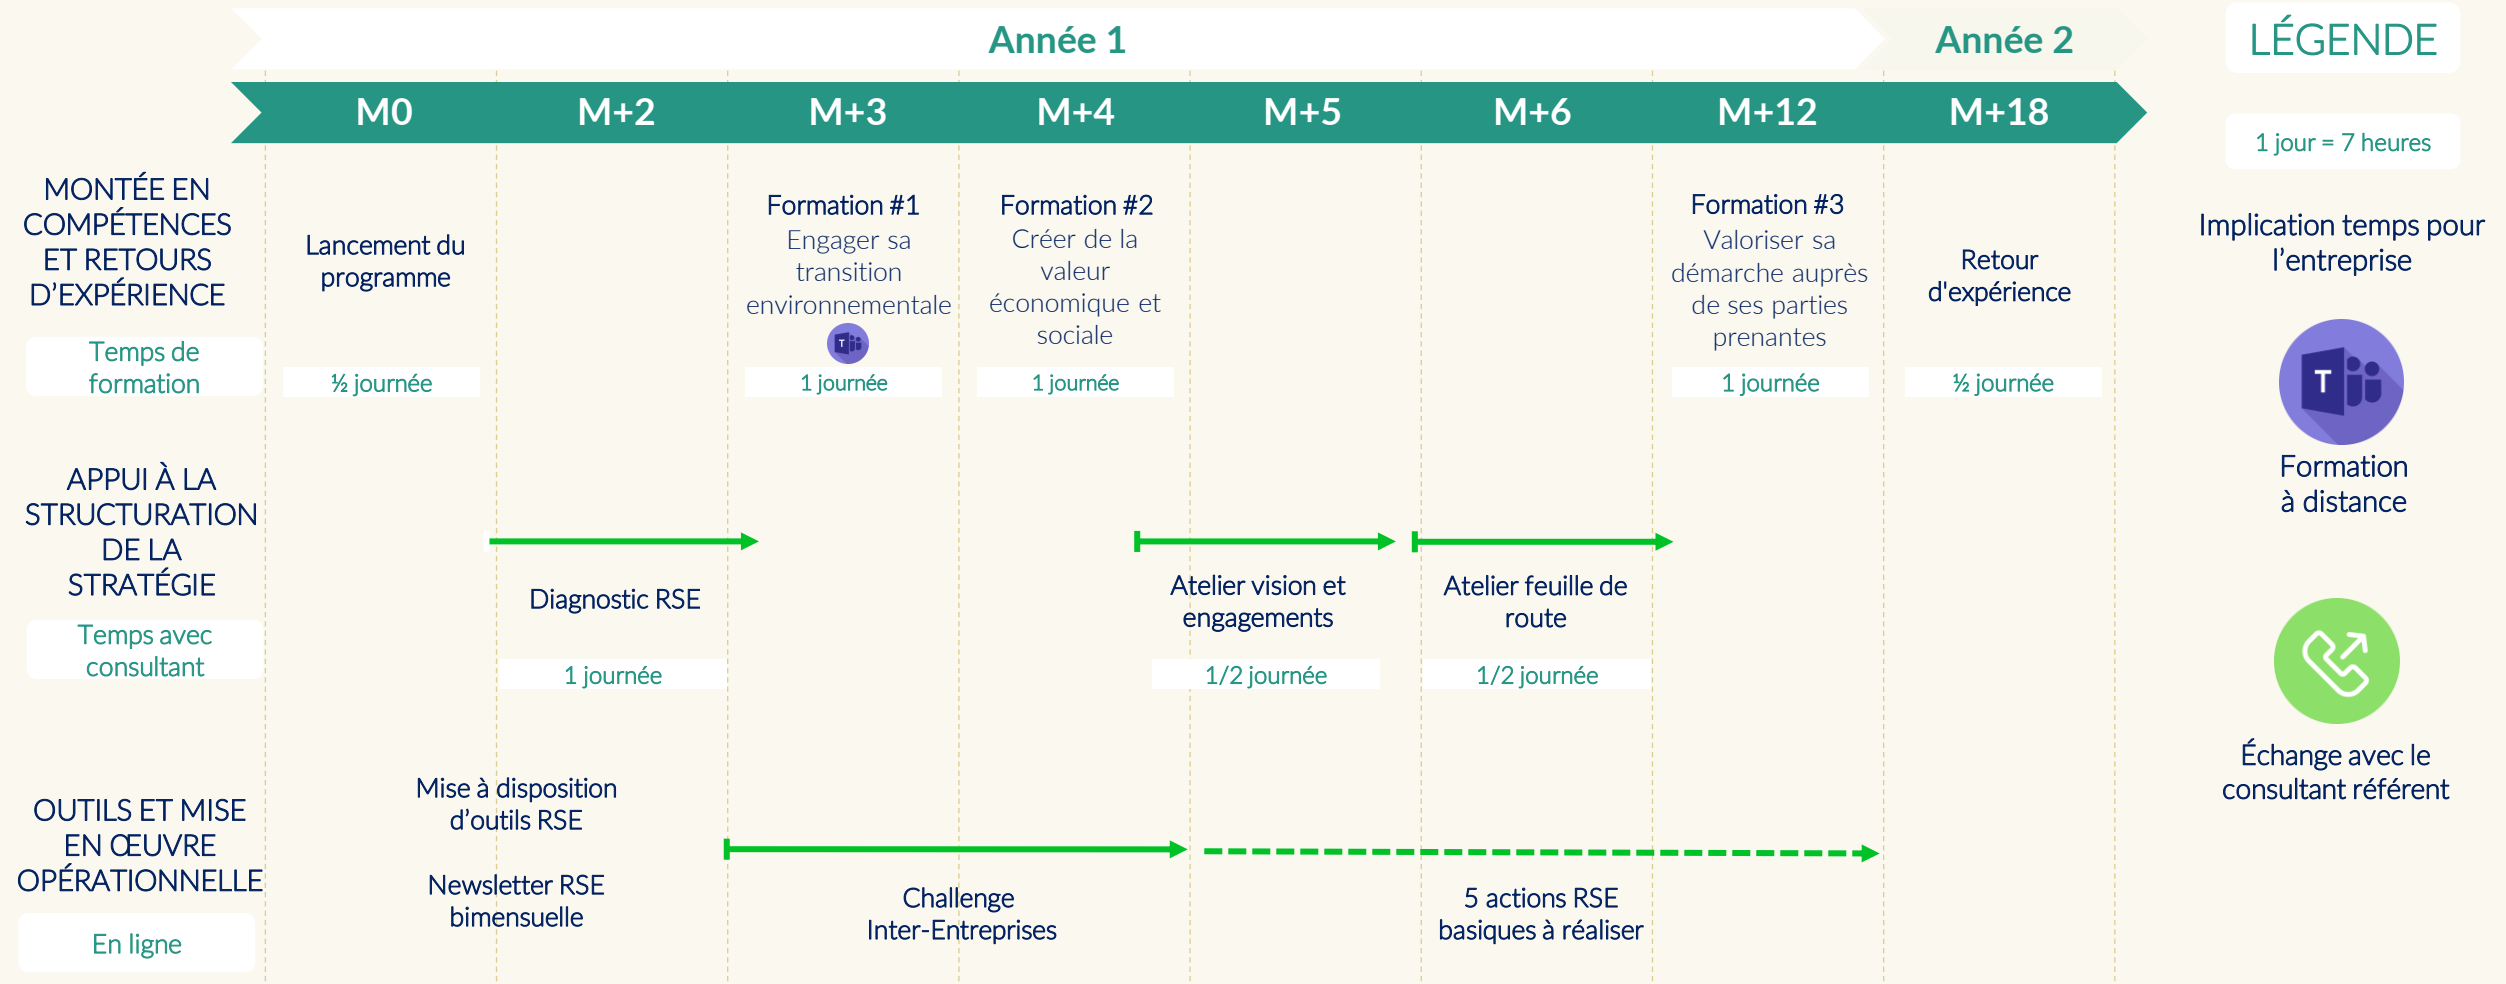 Année 1
Année 2
LÉGENDE
M0
M+2
M+3
M+4
M+5
M+6
M+12
M+18
1 jour = 7 heures
MONTÉE EN
COMPÉTENCES
ET RETOURS
D’EXPÉRIENCE
Temps de
formation
Lancement du
programme
½ journée
Formation #1
Engager sa
transition
environnementale
T
1 journée
Formation #2
Créer de la
valeur
économique et
sociale
1 journée
Formation #3
Valoriser sa
démarche auprès
de ses parties
prenantes
1 journée
Retour
d'expérience
½ journée
Implication temps pour
l’entreprise
T
Formation
à distance
APPUI À LA
STRUCTURATION
DE LA
STRATÉGIE
Temps avec
consultant
Diagnostic RSE
1 journée
Atelier vision et
engagements
1/2 journée
Atelier feuille de
route
1/2 journée
Échange avec le
consultant référent
OUTILS ET MISE
EN ŒUVRE
OPÉRATIONNELLE
En ligne
Mise à disposition
d’outils RSE
Newsletter RSE
bimensuelle
Challenge
Inter-Entreprises
5 actions RSE
basiques à réaliser